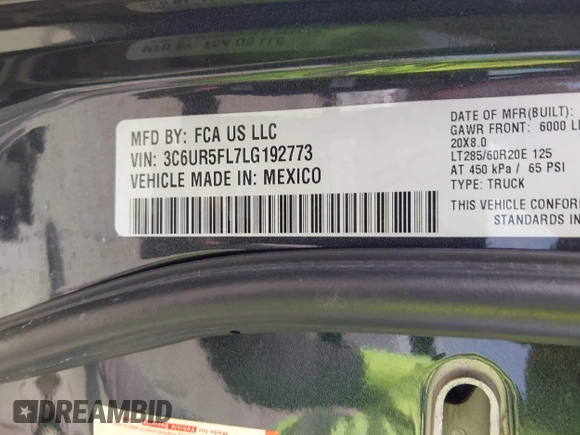 MFD BY: FCA US LLC
VIN: 3C6UR5FL7LG192773
VEHICLE MADE IN: MEXICO
DATE OF MFR(BUILT):
GAWR FRONT: 6000 L
20X8.0
LT285/60R20E 125
AT 450 kPa / 65 PSI
TYPE: TRUCK
THIS VEHICLE CONFOR
STANDARDS IN
DREAMBID